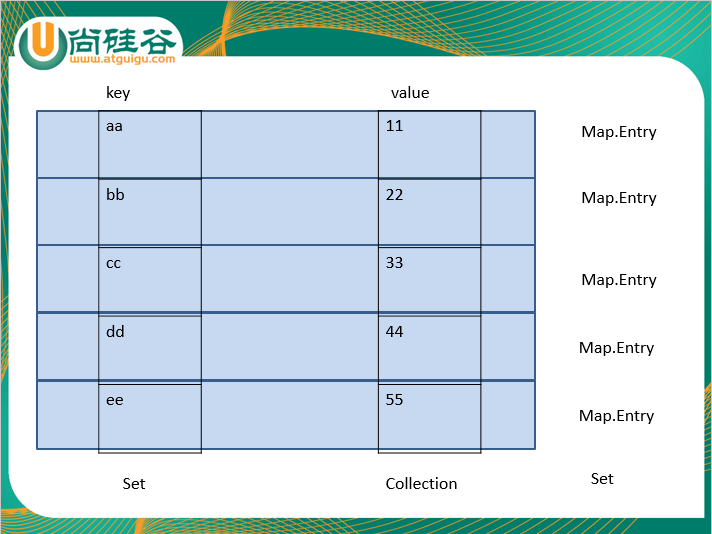 尚硅谷
www.atguigu.com
key value
aa 11 Map.Entry
bb 22 Map.Entry
cc 33 Map.Entry
dd 44 Map.Entry
ee 55 Map.Entry
Set Collection Set